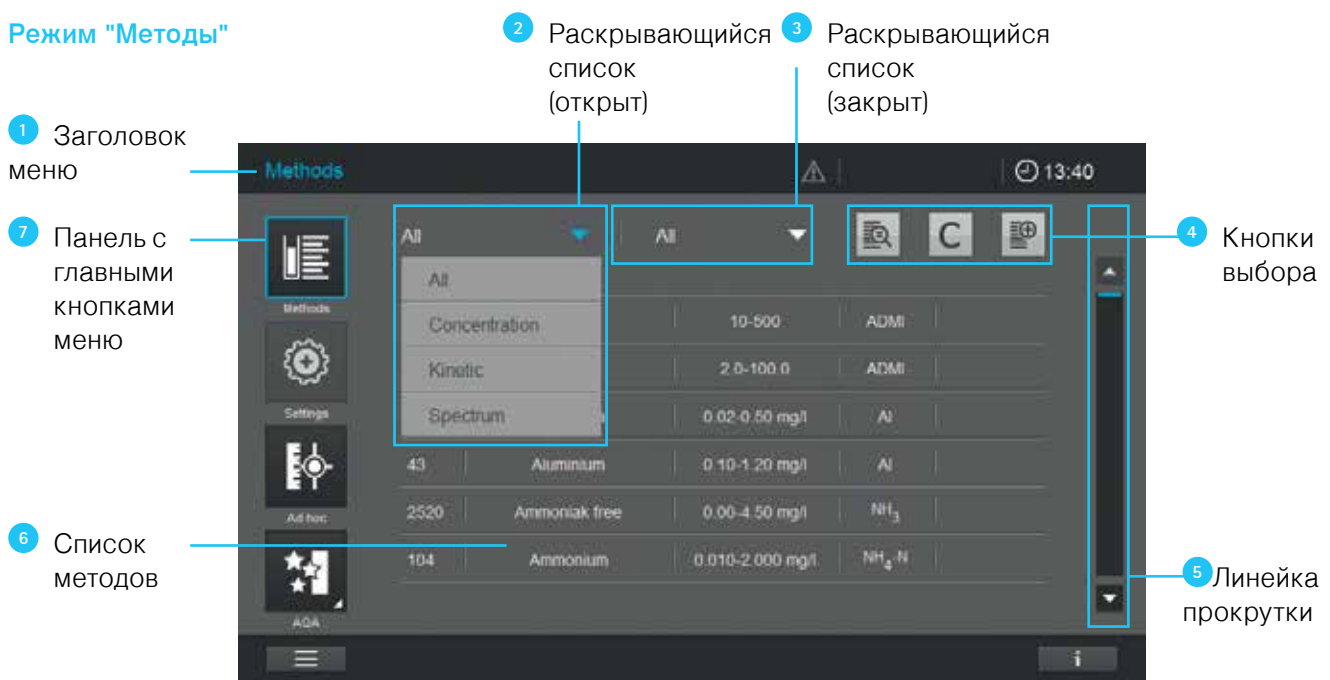 Режим "Методы"
2 Раскрывающийся
список
(открыт)
3 Раскрывающийся
список
(закрыт)
1 Заголовок
меню
7 Панель с
главными
кнопками
меню
6 Список
методов
4 Кнопки
выбора
5 Линейка
прокрутки
Methods 13:40
All All C
All
Concentration 10-500 ADMI
Kinetic 2.0-100.0 ADMI
Spectrum 0.02-0.50 mg/l Al
43 Aluminium 0.10-1.20 mg/l Al
2520 Ammoniak free 0.00-4.50 mg/l NH₃
104 Ammonium 0.010-2.000 mg/l NH₄-N
Methods
Settings
Ad hoc
AQA
i